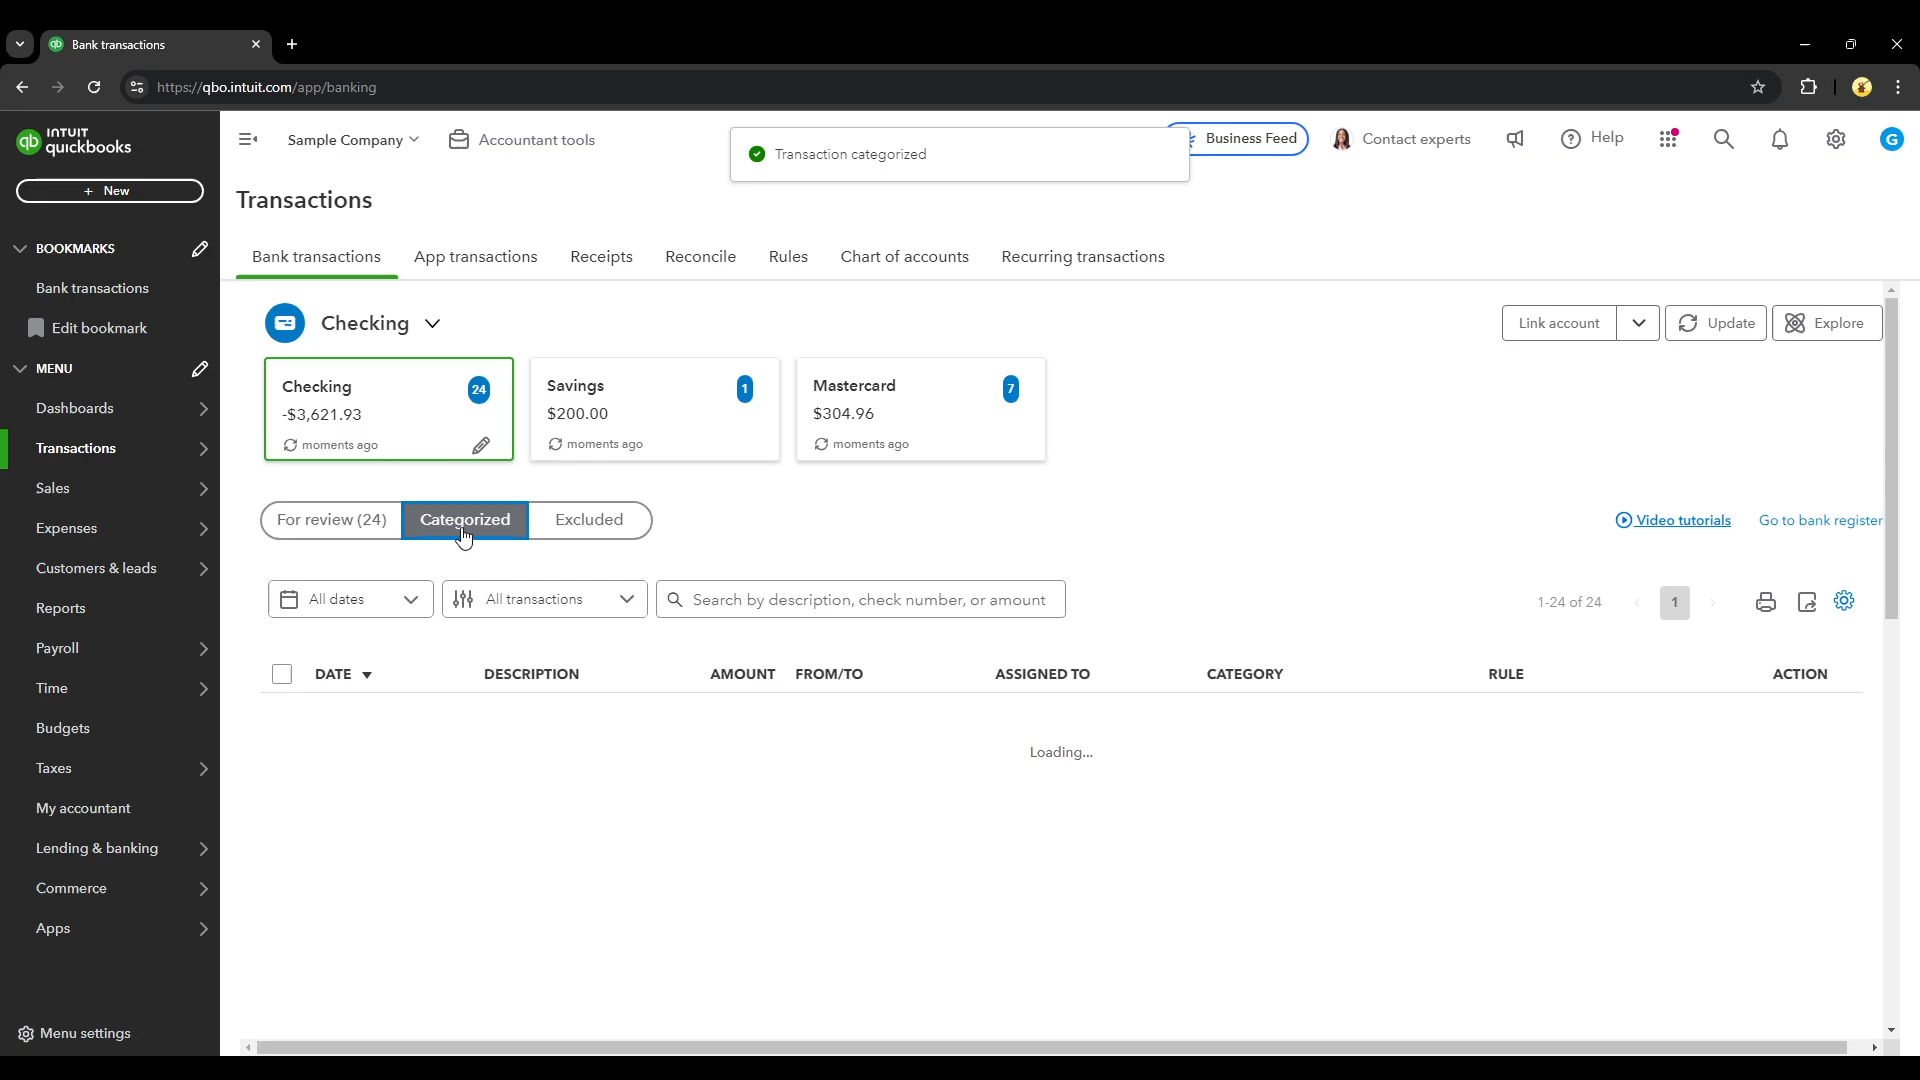 Bank transactions
https://qbo.intuit.com/app/banking
INTUIT
quickbooks
Sample Company
Accountant tools
Transaction categorized
Business Feed
Contact experts
Help
G
+ New
Transactions
BOOKMARKS
Bank transactions
Edit bookmark
MENU
Dashboards
Transactions
Sales
Expenses
Customers & leads
Reports
Payroll
Time
Budgets
Taxes
My accountant
Lending & banking
Commerce
Apps
Menu settings
Bank transactions App transactions Receipts Reconcile Rules Chart of accounts Recurring transactions
Checking
Link account
Update
Explore
Checking 24
-$3,621.93
moments ago
Savings 1
$200.00
moments ago
Mastercard 7
$304.96
moments ago
For review (24) Categorized Excluded
Video tutorials Go to bank register
All dates All transactions Search by description, check number, or amount 1-24 of 24 1
DATE DESCRIPTION AMOUNT FROM/TO ASSIGNED TO CATEGORY RULE ACTION
Loading...